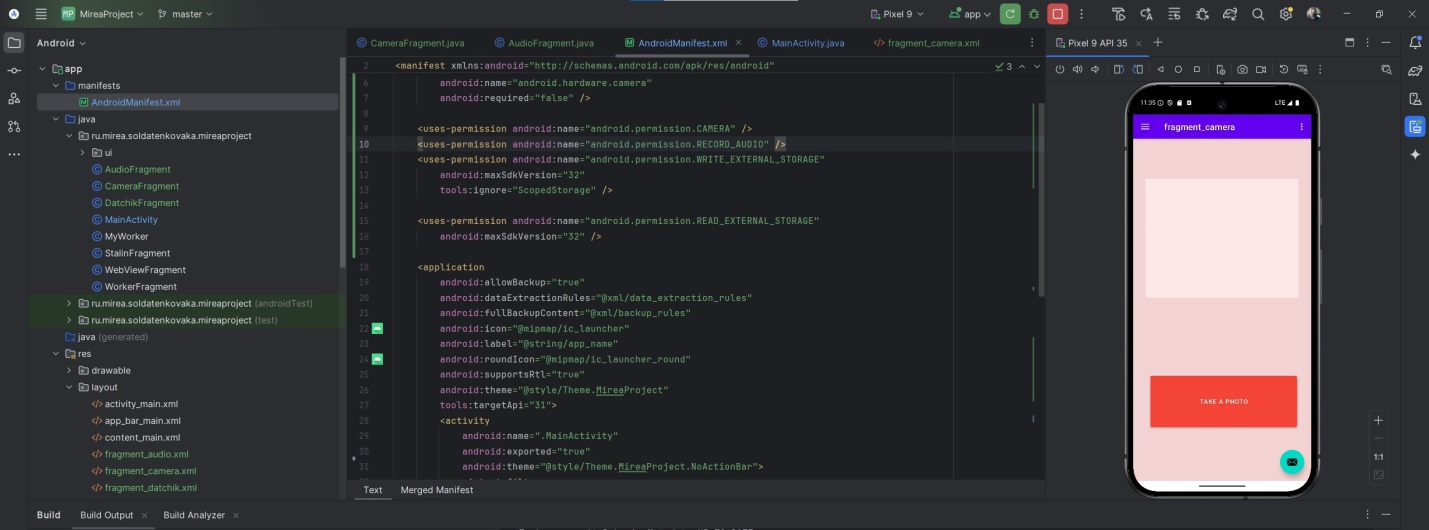 MP MireaProject master Pixel 9 app
Android
app
manifests
AndroidManifest.xml
java
ru.mirea.soldatenkovaka.mireaproject
ui
AudioFragment
CameraFragment
DatchikFragment
MainActivity
MyWorker
StalinFragment
WebViewFragment
WorkerFragment
ru.mirea.soldatenkovaka.mireaproject (androidTest)
ru.mirea.soldatenkovaka.mireaproject (test)
java (generated)
res
drawable
layout
activity_main.xml
app_bar_main.xml
content_main.xml
fragment_audio.xml
fragment_camera.xml
fragment_datchik.xml
CameraFragment.java AudioFragment.java AndroidManifest.xml MainActivity.java fragment_camera.xml
3
2 <manifest xmlns:android="http://schemas.android.com/apk/res/android"
6 android:name="android.hardware.camera"
7 android:required="false" />
8
9 <uses-permission android:name="android.permission.CAMERA" />
10 <uses-permission android:name="android.permission.RECORD_AUDIO" />
11 <uses-permission android:name="android.permission.WRITE_EXTERNAL_STORAGE"
12 android:maxSdkVersion="32"
13 tools:ignore="ScopedStorage" />
14
15 <uses-permission android:name="android.permission.READ_EXTERNAL_STORAGE"
16 android:maxSdkVersion="32" />
17
18 <application
19 android:allowBackup="true"
20 android:dataExtractionRules="@xml/data_extraction_rules"
21 android:fullBackupContent="@xml/backup_rules"
22 android:icon="@mipmap/ic_launcher"
23 android:label="@string/app_name"
24 android:roundIcon="@mipmap/ic_launcher_round"
25 android:supportsRtl="true"
26 android:theme="@style/Theme.MireaProject"
27 tools:targetApi="31">
28 <activity
29 android:name=".MainActivity"
30 android:exported="true"
31 android:theme="@style/Theme.MireaProject.NoActionBar">
Text Merged Manifest
Pixel 9 API 35
11:35 LTE
fragment_camera
TAKE A PHOTO
1:1
Build Build Output Build Analyzer